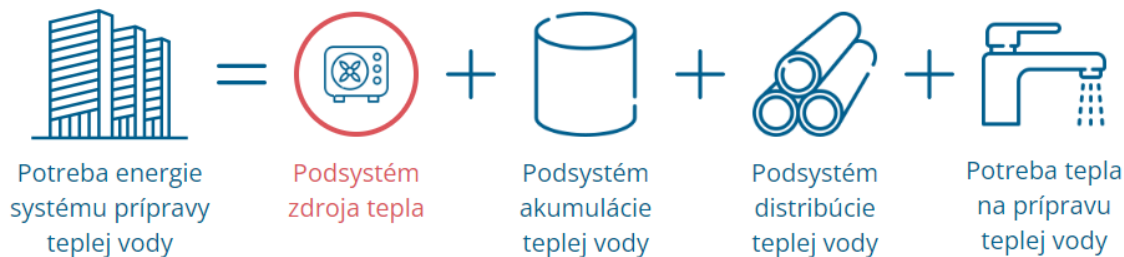 Potreba energie
systému prípravy
teplej vody
=
Podsystém
zdroja tepla
+
Podsystém
akumulácie
teplej vody
+
Podsystém
distribúcie
teplej vody
+
Potreba tepla
na prípravu
teplej vody